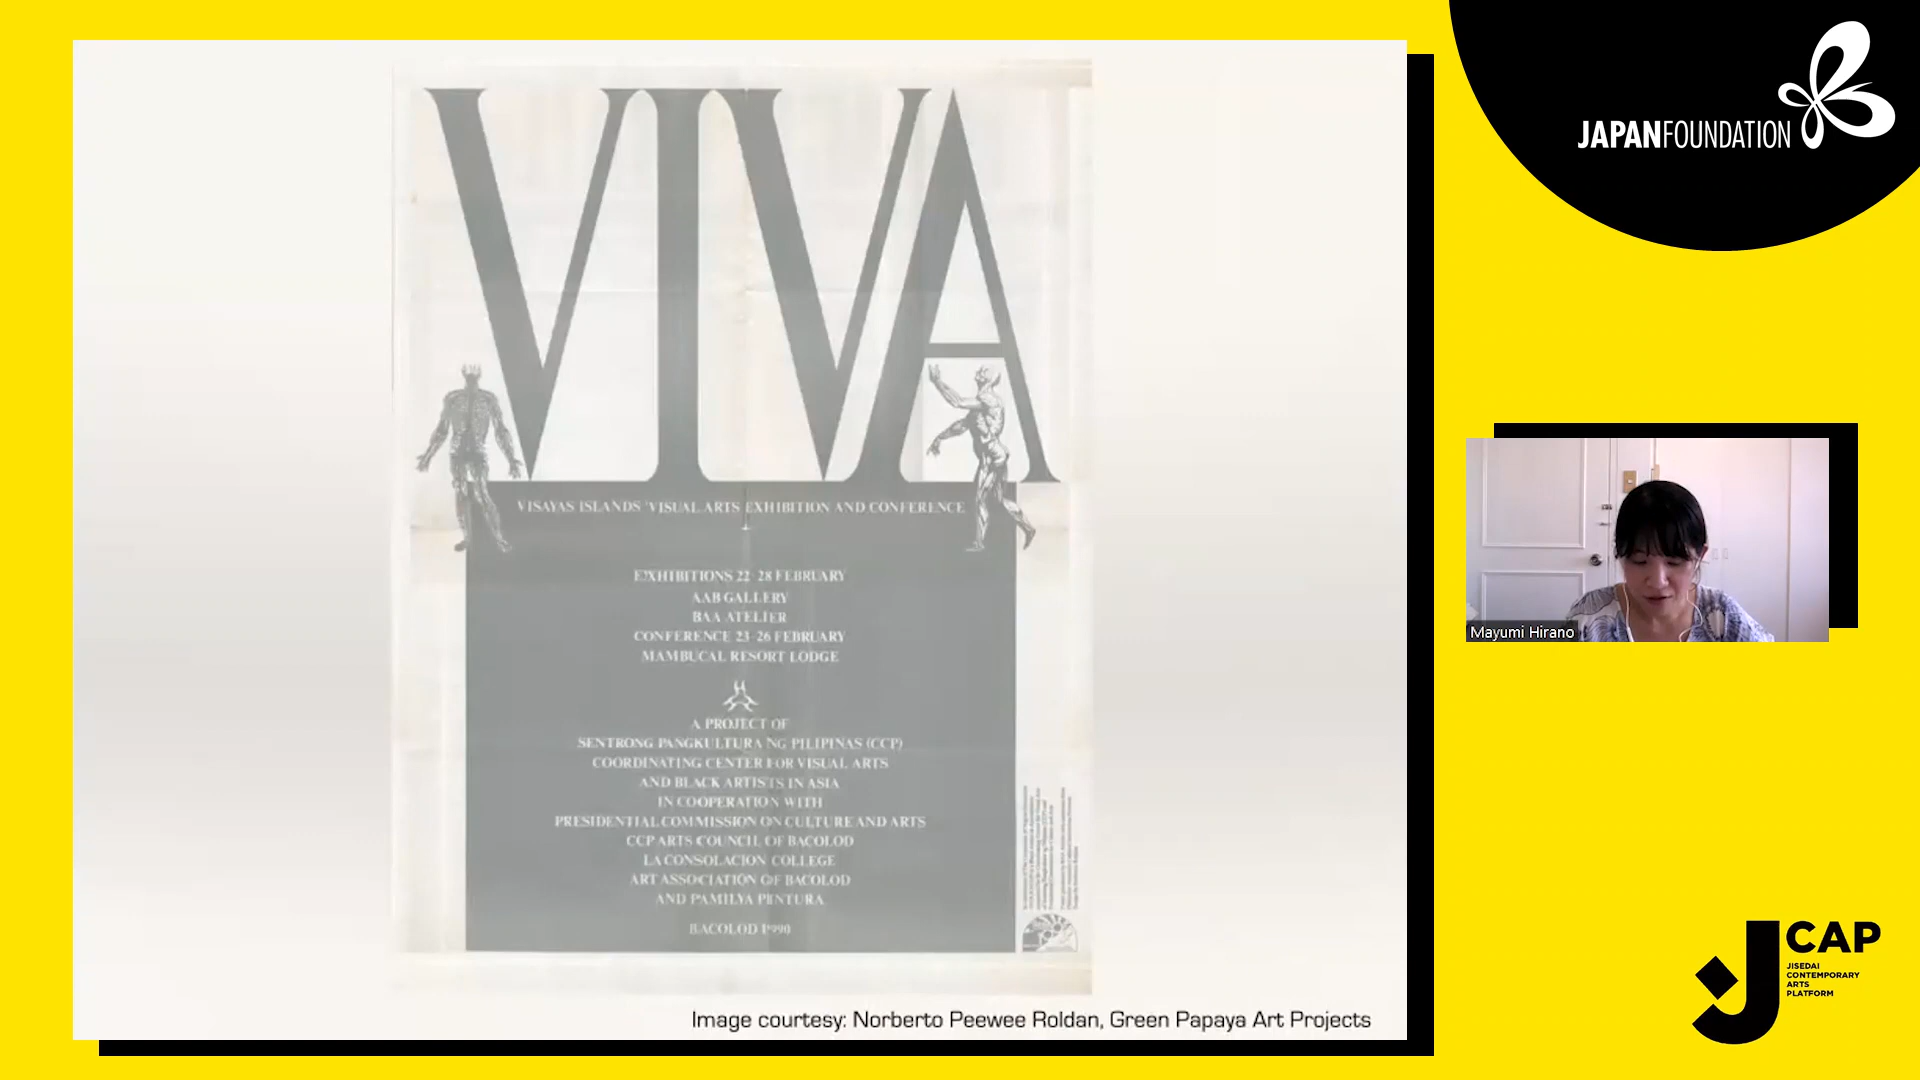 VIVA
VISAYAS ISLANDS' VISUAL ARTS EXHIBITION AND CONFERENCE
EXHIBITIONS 22-28 FEBRUARY
AAB GALLERY
BAA ATELIER
CONFERENCE 23-26 FEBRUARY
MAMBUCAL RESORT LODGE
A PROJECT OF
SENTRONG PANGKULTURA NG PILIPINAS (CCP)
COORDINATING CENTER FOR VISUAL ARTS
AND BLACK ARTISTS IN ASIA
IN COOPERATION WITH
PRESIDENTIAL COMMISSION ON CULTURE AND ARTS
CCP ARTS COUNCIL OF BACOLOD
LA CONSOLACION COLLEGE
ART ASSOCIATION OF BACOLOD
AND PAMILYA PINTURA
BACOLOD 1990
Image courtesy: Norberto Peewee Roldan, Green Papaya Art Projects
JAPANFOUNDATION
Mayumi Hirano
J CAP
JISEDAI
CONTEMPORARY
ARTS
PLATFORM